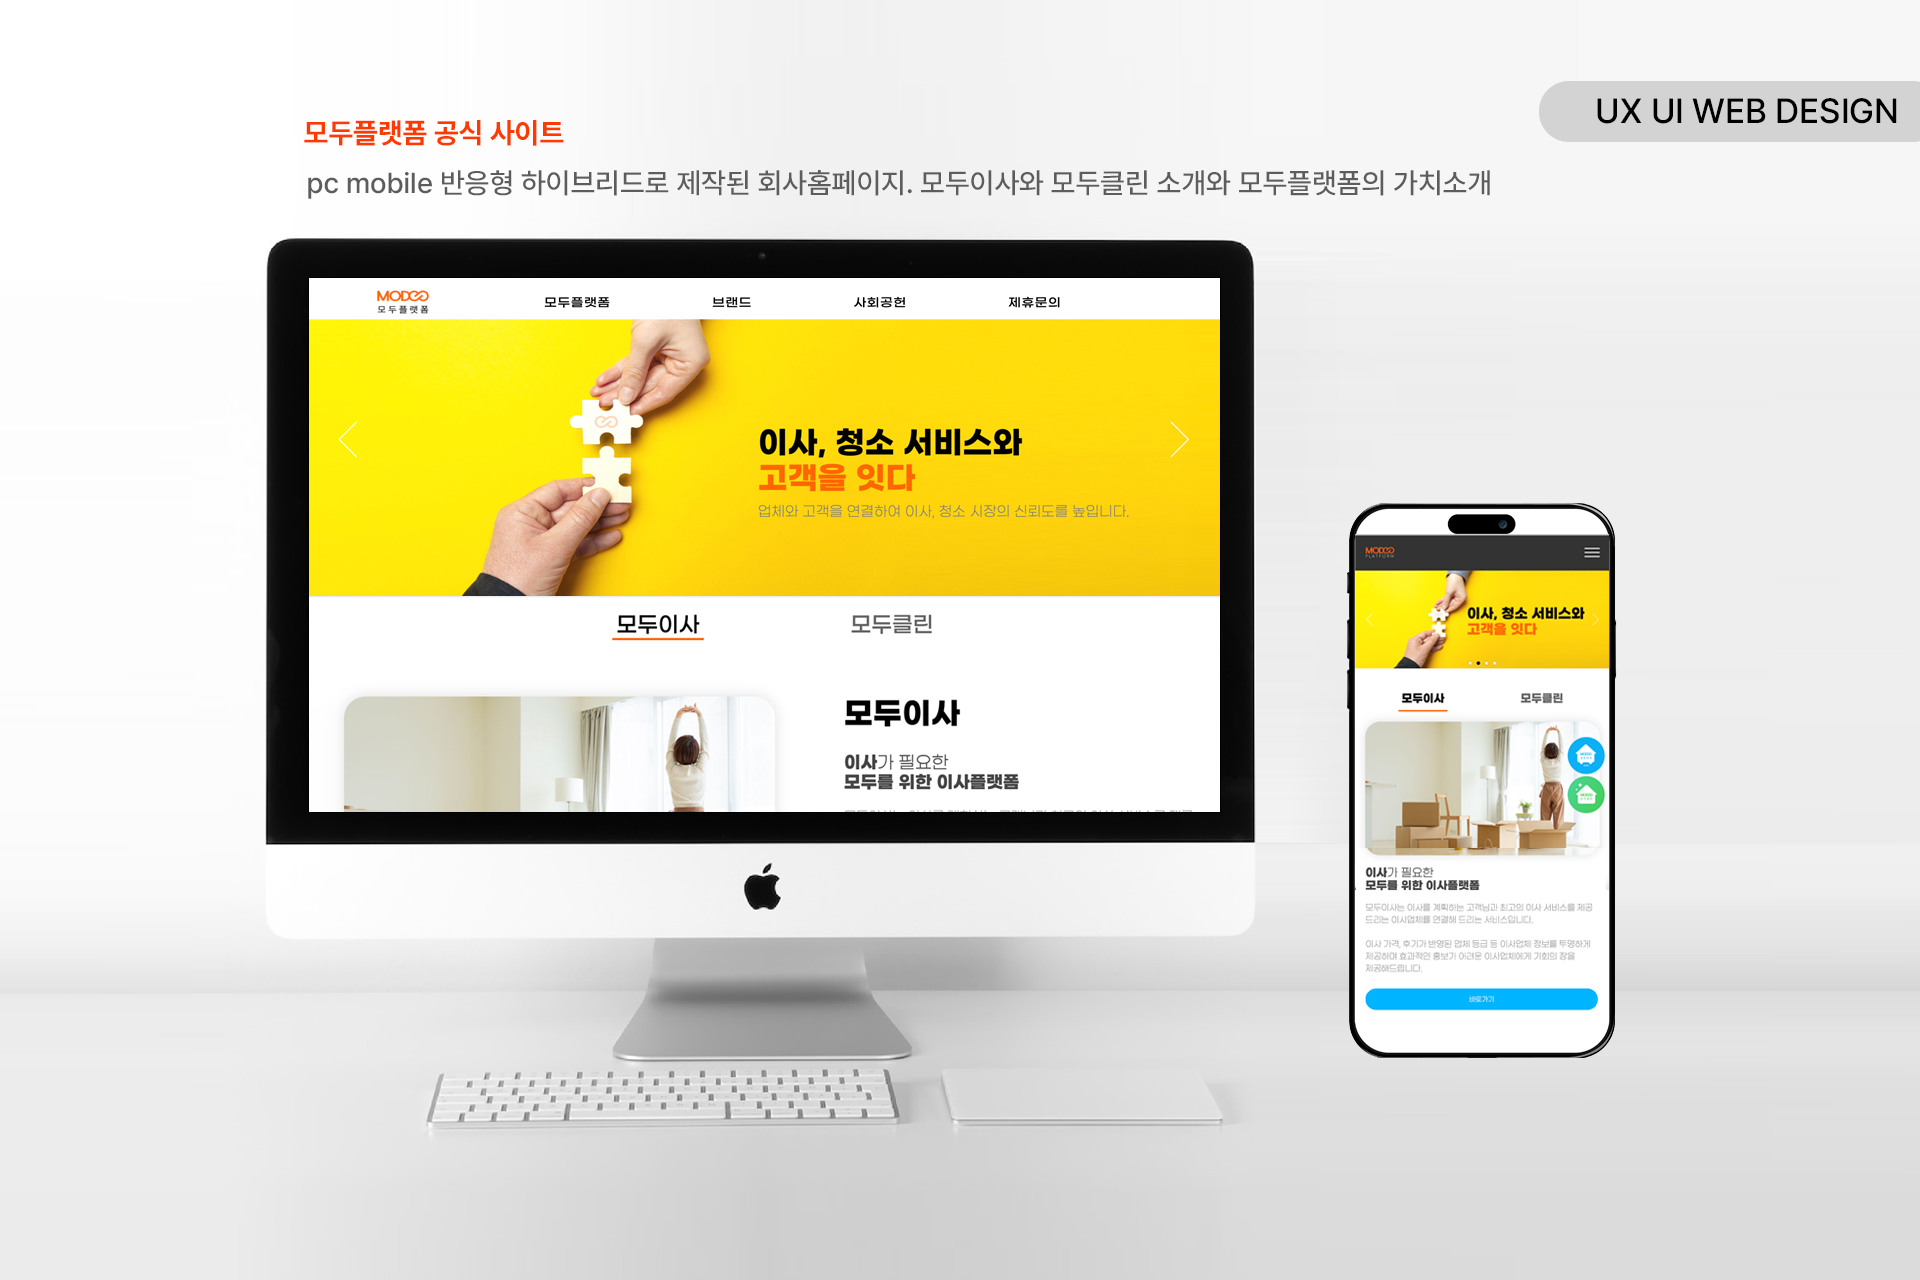 UX UI WEB DESIGN
모두플랫폼 공식 사이트
pc mobile 반응형 하이브리드로 제작된 회사홈페이지. 모두이사와 모두클린 소개와 모두플랫폼의 가치소개
MODOO
모두플랫폼
모두플랫폼 브랜드 사회공헌 제휴문의
이사, 청소 서비스와
고객을 잇다
업체와 고객을 연결하여 이사, 청소 시장의 신뢰도를 높입니다.
모두이사 모두클린
모두이사
이사가 필요한
모두를 위한 이사플랫폼
MODOO
PLATFORM
이사, 청소 서비스와
고객을 잇다
모두이사 모두클린
이사가 필요한
모두를 위한 이사플랫폼
모두이사는 이사를 계획하는 고객님과 최고의 이사 서비스를 제공
드리는 이사업체를 연결해 드리는 서비스입니다.
이사 가격, 후기가 반영된 업체 등급 등 이사업체 정보를 투명하게
제공하며 효과적인 홍보가 어려운 이사업체에게 기회의 장을
제공해드립니다.
바로가기